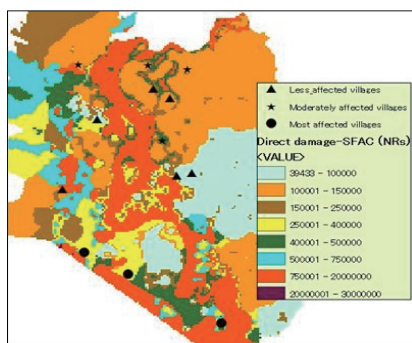 Less affected villages
Moderately affected villages
Most affected villages
Direct damage-SFAC (NRs)
<VALUE>
39433 - 100000
100001 - 150000
150001 - 250000
250001 - 400000
400001 - 500000
500001 - 750000
750001 - 20000000
20000001 - 30000000